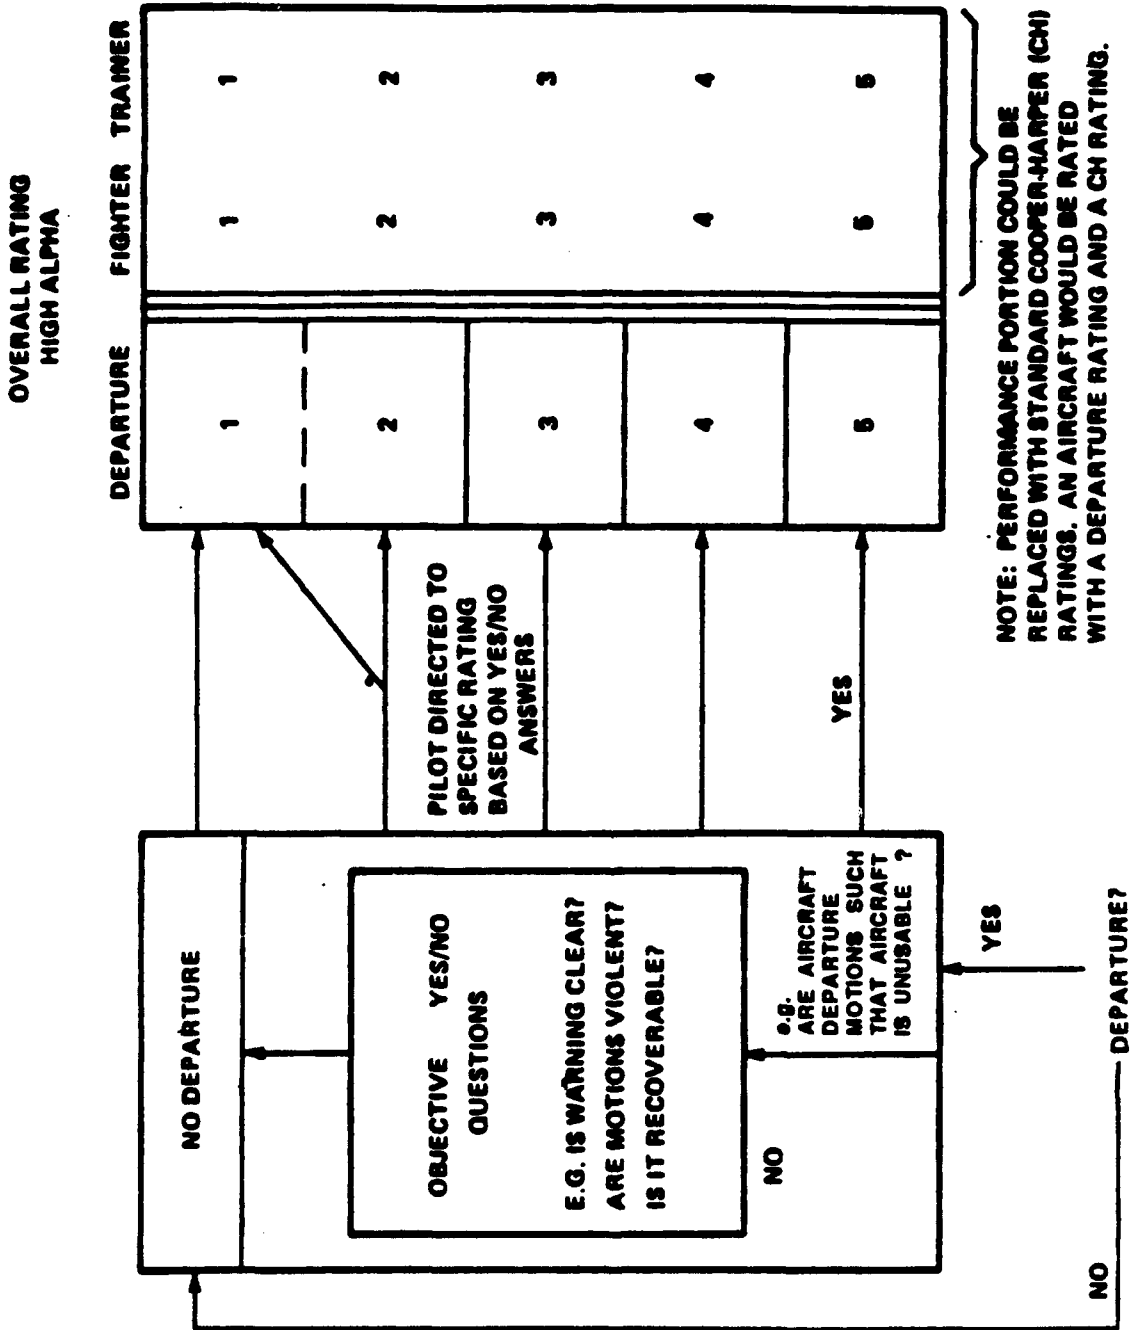 OVERALL RATING
HIGH ALPHA
DEPARTURE FIGHTER TRAINER
NO DEPARTURE
1 1 1
2 2 2
3 3 3
4 4 4
5 5 5
OBJECTIVE YES/NO
QUESTIONS
E.G. IS WARNING CLEAR?
ARE MOTIONS VIOLENT?
IS IT RECOVERABLE?
PILOT DIRECTED TO
SPECIFIC RATING
BASED ON YES/NO
ANSWERS
NO
e.g.
ARE AIRCRAFT
DEPARTURE
MOTIONS SUCH
THAT AIRCRAFT
IS UNUSABLE ?
YES
YES
NO
DEPARTURE?
NOTE: PERFORMANCE PORTION COULD BE
REPLACED WITH STANDARD COOPER-HARPER (CH)
RATINGS. AN AIRCRAFT WOULD BE RATED
WITH A DEPARTURE RATING AND A CH RATING.